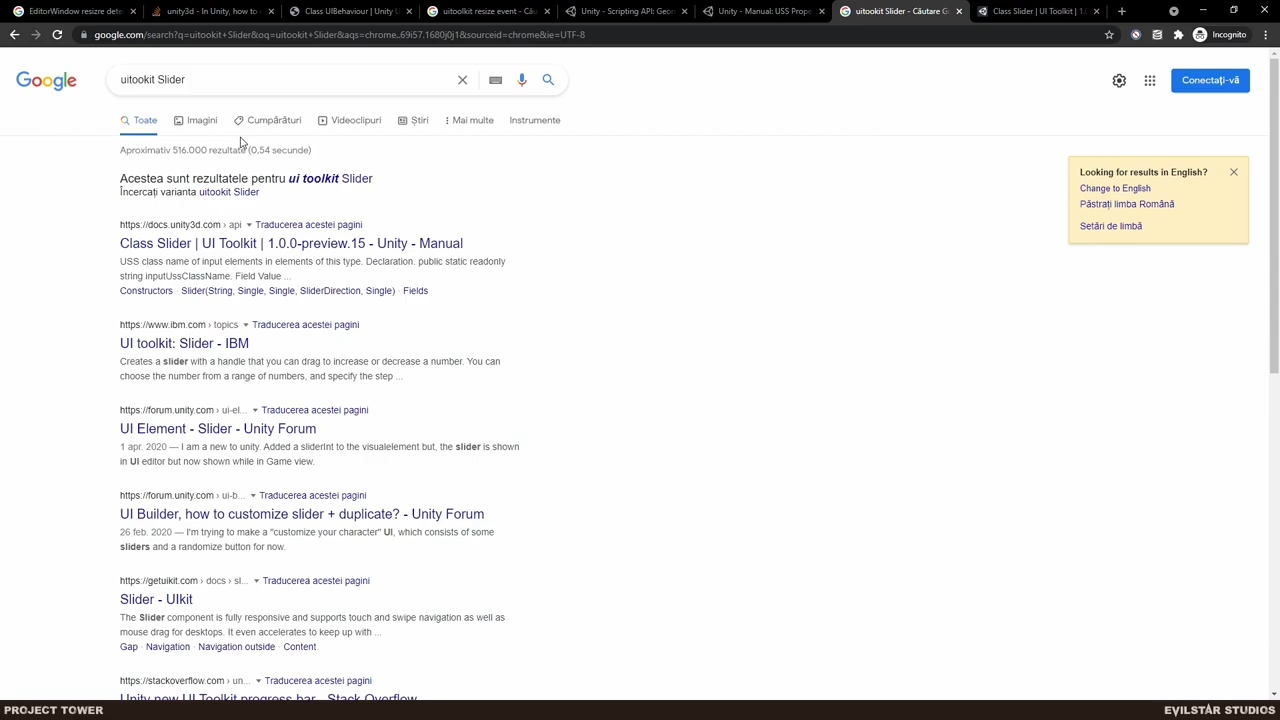 EditorWindow resizre dete
unity3d - In Unity, how to
Class UIBehaviour | Unity U
uitoolkit resize event - Cău
Unity - Scripting API: Geom
Unity - Manual: USS Prope
uitookit Slider - Căutare G
Class Slider | UI Toolkit | 1.0
google.com/search?q=uitookit+Slider&oq=uitookit+Slider&aqs=chrome..69i57.1680j0j1&sourceid=chrome&ie=UTF-8
Incognito
Google
uitookit Slider
Conectați-vă
Toate
Imagini
Cumpărături
Videoclipuri
Știri
Mai multe
Instrumente
Aproximativ 516.000 rezultate (0,54 secunde)
Acestea sunt rezultatele pentru ui toolkit Slider
Încercați varianta uitookit Slider
Looking for results in English?
Change to English
Păstrați limba Română
Setări de limbă
https://docs.unity3d.com › api Traducerea acestei pagini
Class Slider | UI Toolkit | 1.0.0-preview.15 - Unity - Manual
USS class name of input elements in elements of this type. Declaration. public static readonly
string inputUssClassName. Field Value ...
Constructors · Slider(String, Single, Single, SliderDirection, Single) · Fields
https://www.ibm.com › topics Traducerea acestei pagini
UI toolkit: Slider - IBM
Creates a slider with a handle that you can drag to increase or decrease a number. You can
choose the number from a range of numbers, and specify the step ...
https://forum.unity.com › ui-el... Traducerea acestei pagini
UI Element - Slider - Unity Forum
1 apr. 2020 — I am a new to unity. Added a sliderInt to the visualelement but, the slider is shown
in UI editor but now shown while in Game view.
https://forum.unity.com › ui-b... Traducerea acestei pagini
UI Builder, how to customize slider + duplicate? - Unity Forum
26 feb. 2020 — I'm trying to make a "customize your character" UI, which consists of some
sliders and a randomize button for now.
https://getuikit.com › docs › sl... Traducerea acestei pagini
Slider - UIkit
The Slider component is fully responsive and supports touch and swipe navigation as well as
mouse drag for desktops. It even accelerates to keep up with ...
Gap · Navigation · Navigation outside · Content
https://stackoverflow.com › un... Traducerea acestei pagini
Unity new UI Toolkit progress bar - Stack Overflow
PROJECT TOWER
EVILSTAR STUDIOS